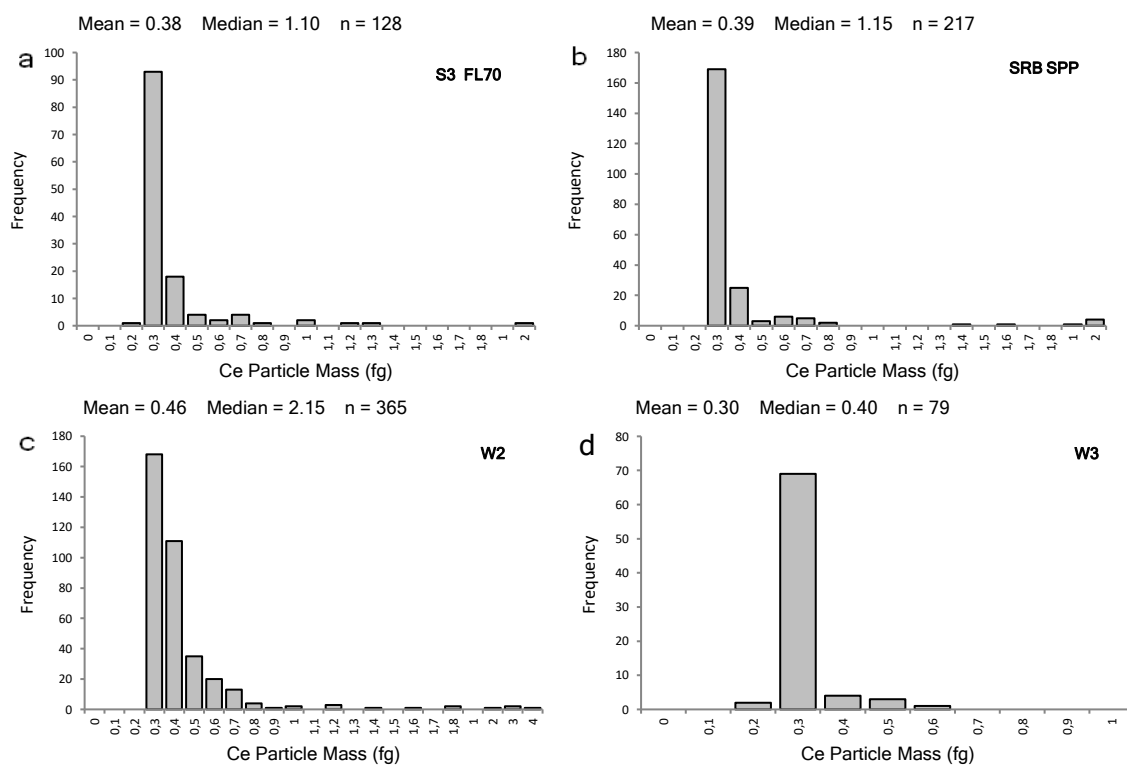 Mean = 0.38 Median = 1.10 n = 128
a
S3 FL70
100
90
80
70
60
50
40
30
20
10
0
Frequency
0 0,1 0,2 0,3 0,4 0,5 0,6 0,7 0,8 0,9 1 1,1 1,2 1,3 1,4 1,5 1,6 1,7 1,8 1 2
Ce Particle Mass (fg)
Mean = 0.39 Median = 1.15 n = 217
b
SRB SPP
180
160
140
120
100
80
60
40
20
0
Frequency
0 0,1 0,2 0,3 0,4 0,5 0,6 0,7 0,8 0,9 1 1,1 1,2 1,3 1,4 1,5 1,6 1,7 1,8 1 2
Ce Particle Mass (fg)
Mean = 0.46 Median = 2.15 n = 365
c
W2
180
160
140
120
100
80
60
40
20
0
Frequency
0 0,1 0,2 0,3 0,4 0,5 0,6 0,7 0,8 0,9 1 1,1 1,2 1,3 1,4 1,5 1,6 1,7 1,8 1 2 3 4
Ce Particle Mass (fg)
Mean = 0.30 Median = 0.40 n = 79
d
W3
80
70
60
50
40
30
20
10
0
Frequency
0 0,1 0,2 0,3 0,4 0,5 0,6 0,7 0,8 0,9 1
Ce Particle Mass (fg)